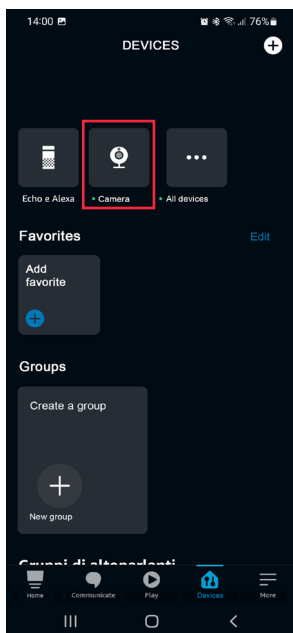 14:00
76%
DEVICES
Echo e Alexa
Camera
All devices
Favorites
Edit
Add
favorite
Groups
Create a group
New group
Gruppi di altoparlanti
Home
Communicate
Play
Devices
More